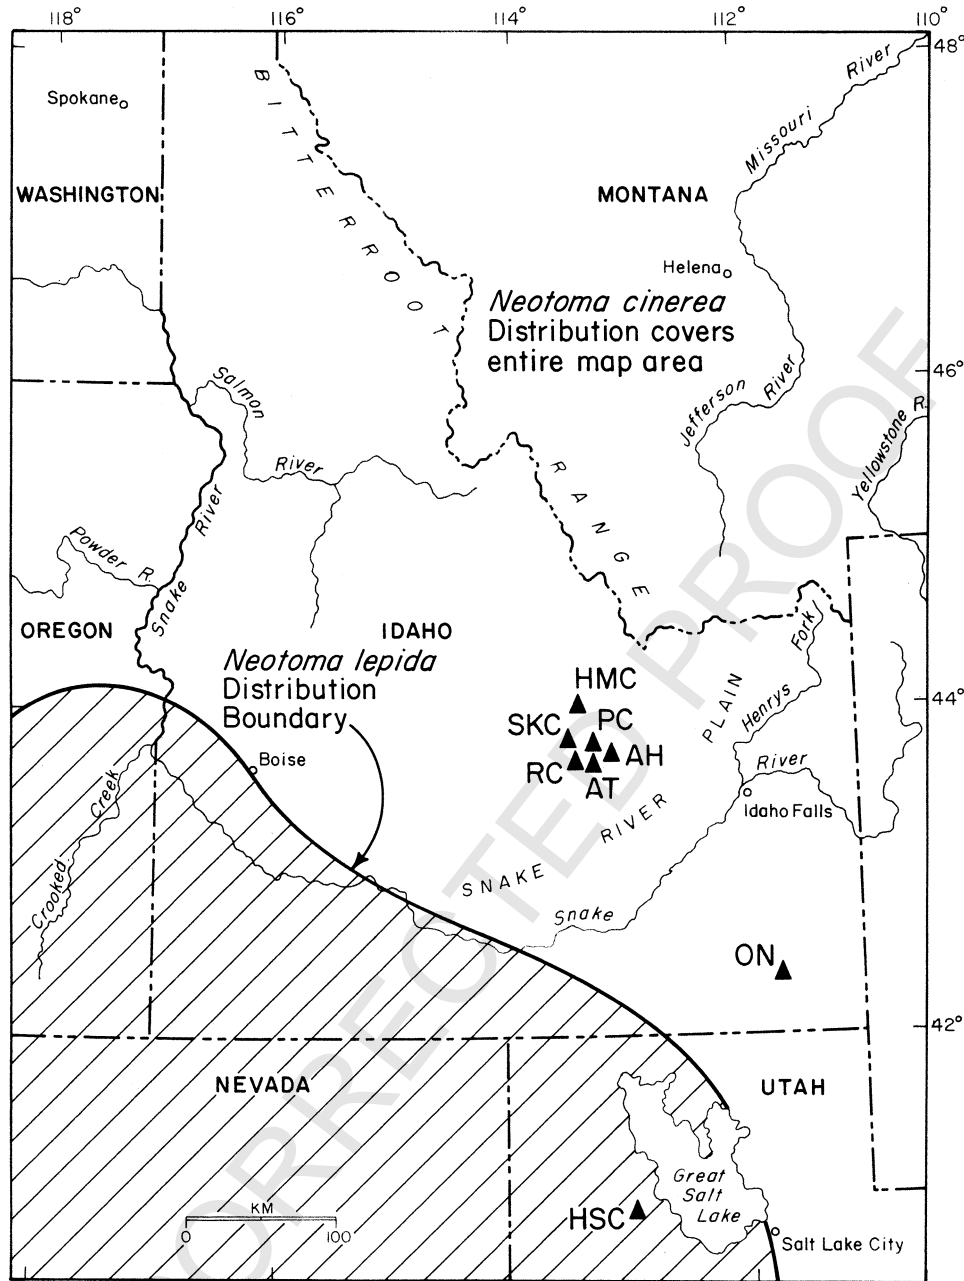 118° 116° 114° 112° 110°
48°
Spokane
BITTERROOT
Missouri River
WASHINGTON
MONTANA
Helena
Neotoma cinerea
Distribution covers
entire map area
46°
Salmon
River
Jefferson River
Yellowstone R.
RANGE
River
Powder R.
Snake
OREGON
IDAHO
Neotoma lepida
Distribution
Boundary
Henrys Fork
HMC
44°
SKC
PC
PLAIN
RC
AH
AT
Boise
River
Idaho Falls
Crooked Creek
SNAKE RIVER
Snake
ON
42°
NEVADA
UTAH
Great
Salt
Lake
KM
0 100
HSC
Salt Lake City
ORRECTED PROOF